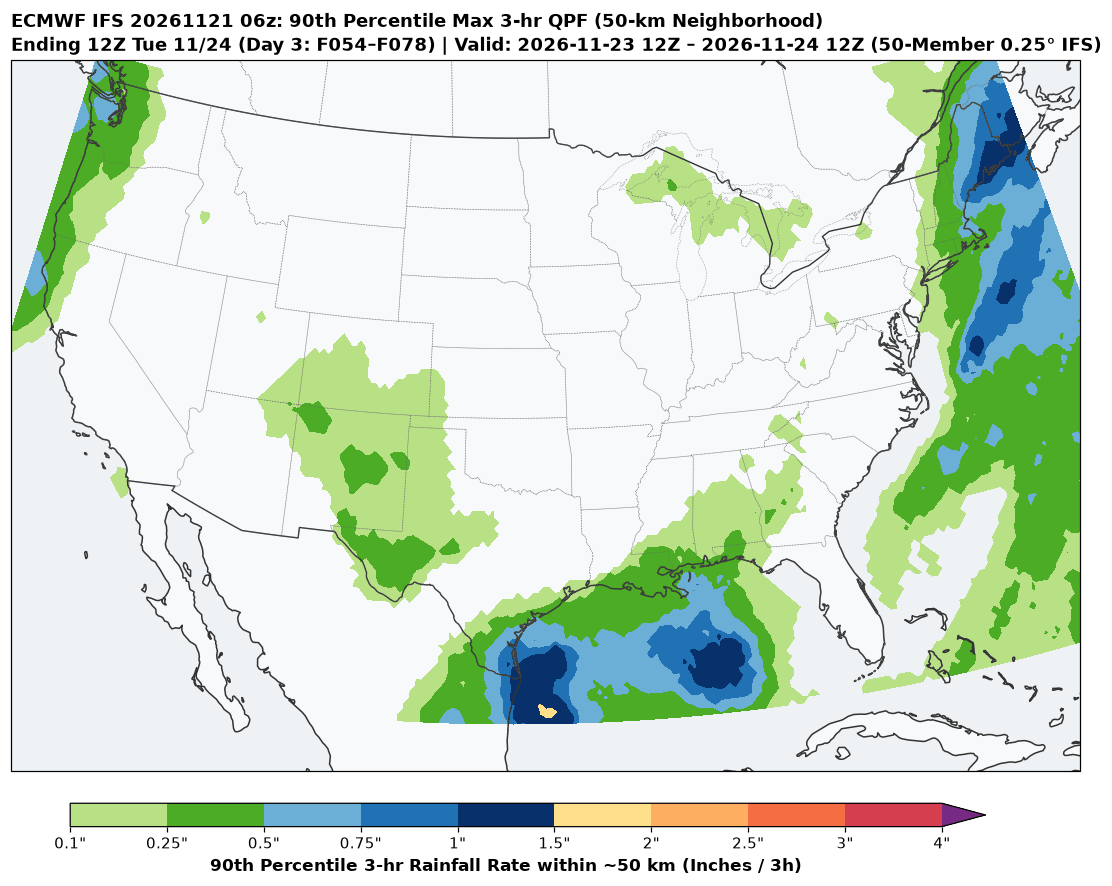 ECMWF IFS 20261121 06z: 90th Percentile Max 3-hr QPF (50-km Neighborhood)
Ending 12Z Tue 11/24 (Day 3: F054–F078) | Valid: 2026-11-23 12Z – 2026-11-24 12Z (50-Member 0.25° IFS)
0.1" 0.25" 0.5" 0.75" 1" 1.5" 2" 2.5" 3" 4"
90th Percentile 3-hr Rainfall Rate within ~50 km (Inches / 3h)